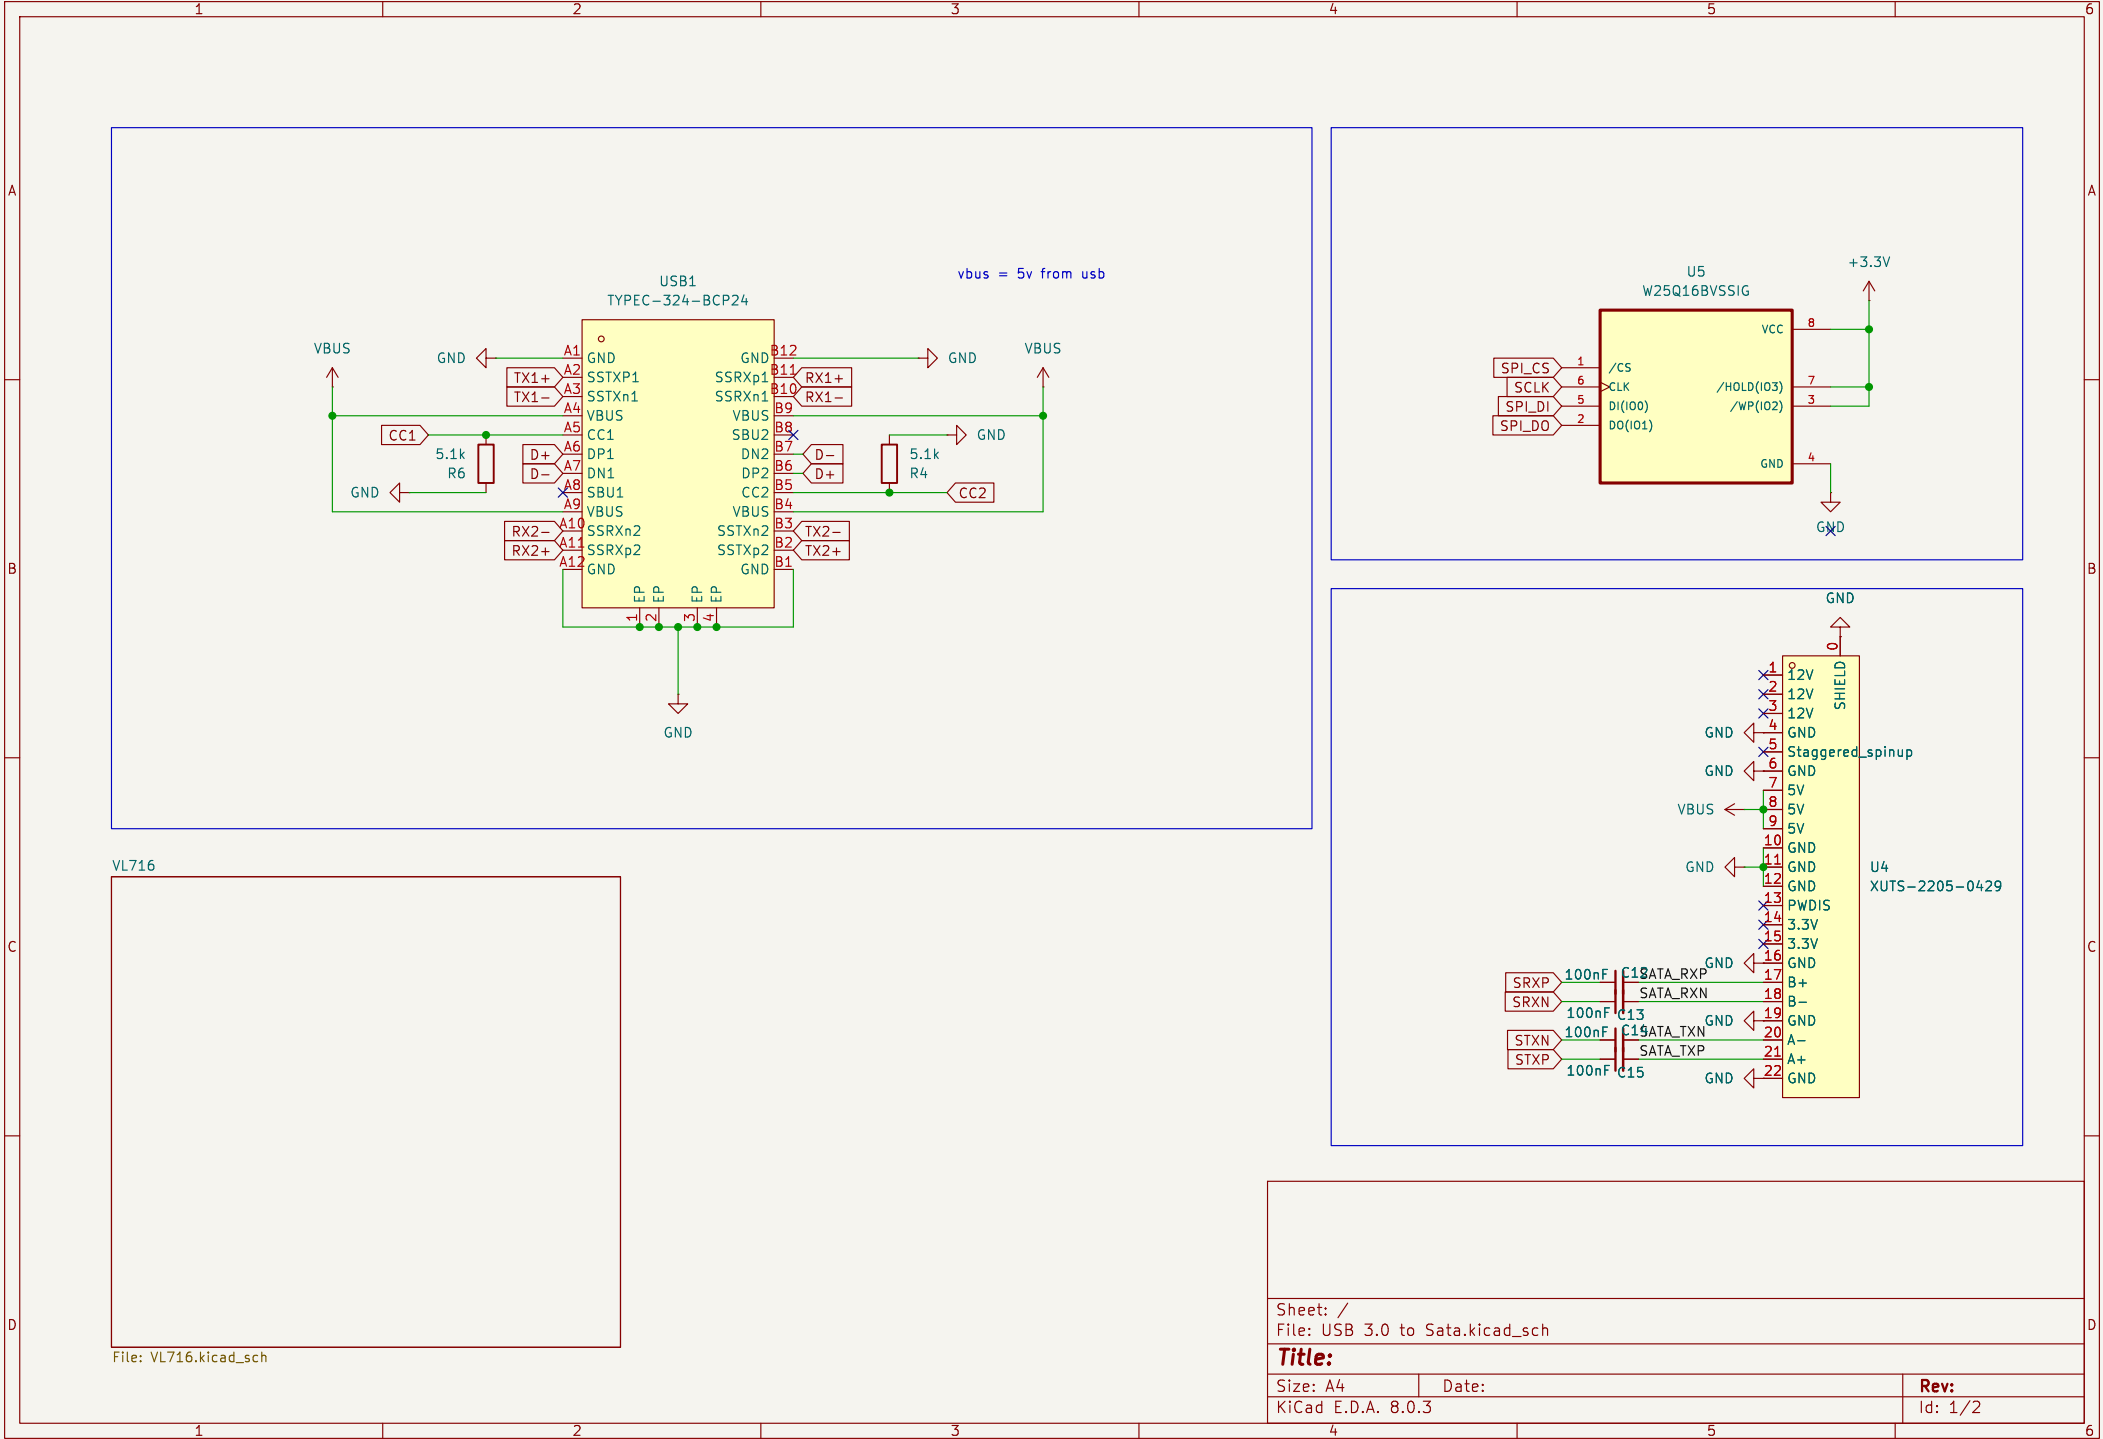 1 2 3 4 5 6
A A
B B
C C
D D
1 2 3 4 5 6
vbus = 5v from usb
USB1
TYPEC-324-BCP24
VBUS
VBUS
GND
A1 GND
A2 SSTXP1
A3 SSTXn1
A4 VBUS
A5 CC1
A6 DP1
A7 DN1
A8 SBU1
A9 VBUS
A10 SSRXn2
A11 SSRXp2
A12 GND
GND B12
SSRXp1 B11
SSRXn1 B10
VBUS B9
SBU2 B8
DN2 B7
DP2 B6
CC2 B5
VBUS B4
SSTXn2 B3
SSTXp2 B2
GND B1
TX1+
TX1-
CC1
5.1k
R6
D+
D-
GND
RX2-
RX2+
GND
RX1+
RX1-
GND
D-
D+
5.1k
R4
CC2
TX2-
TX2+
EP EP EP EP
1 2 3 4
GND
U5
W25Q16BVSSIG
+3.3V
SPI_CS 1 /CS
SCLK 6 CLK
SPI_DI 5 DI(IO0)
SPI_DO 2 DO(IO1)
VCC 8
/HOLD(IO3) 7
/WP(IO2) 3
GND 4
GND
GND
0
SHIELD
1 12V
2 12V
3 12V
GND 4 GND
5 Staggered_spinup
GND 6 GND
7 5V
VBUS 8 5V
9 5V
10 GND
GND 11 GND
12 GND
13 PWDIS
14 3.3V
15 3.3V
GND 16 GND
17 B+
18 B-
GND 19 GND
20 A-
21 A+
GND 22 GND
U4
XUTS-2205-0429
SRXP 100nF C12 SATA_RXP
SRXN SATA_RXN
100nF C13
STXN 100nF C14 SATA_TXN
STXP SATA_TXP
100nF C15
VL716
File: VL716.kicad_sch
Sheet: /
File: USB 3.0 to Sata.kicad_sch
Title:
Size: A4 Date: Rev:
KiCad E.D.A. 8.0.3 Id: 1/2